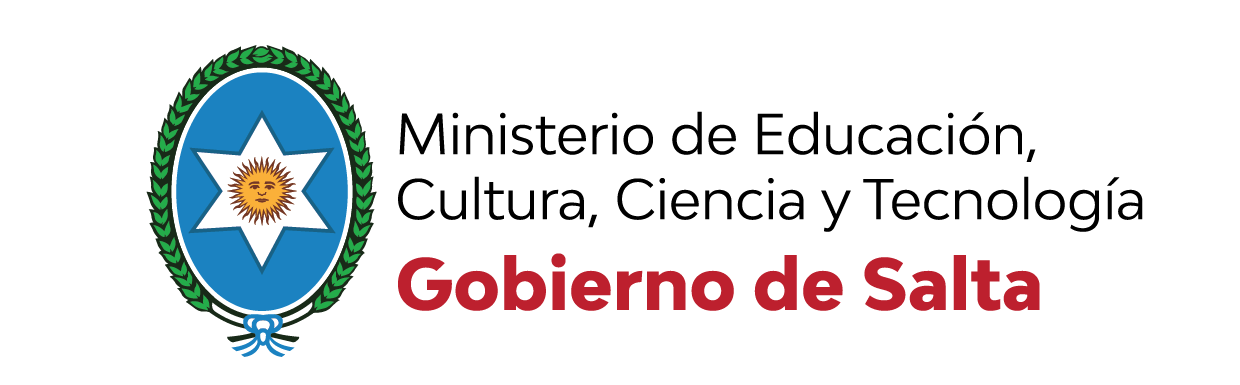 Ministerio de Educación,
Cultura, Ciencia y Tecnología
Gobierno de Salta